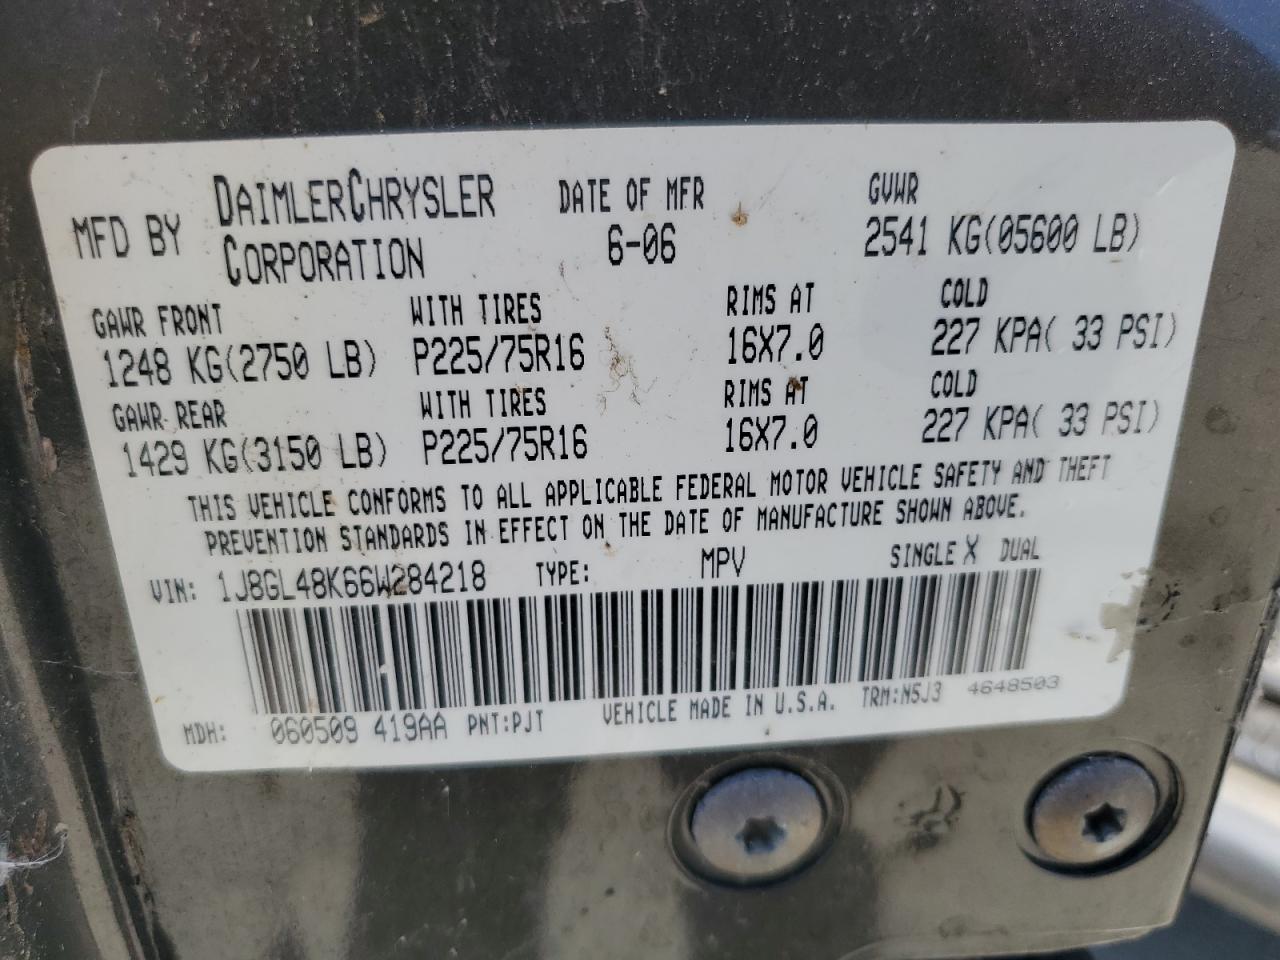 MFD BY DAIMLERCHRYSLER CORPORATION DATE OF MFR 6-06 GVWR 2541 KG(05600 LB)
GAWR FRONT WITH TIRES RIMS AT COLD
1248 KG(2750 LB) P225/75R16 16X7.0 227 KPA( 33 PSI)
GAWR REAR WITH TIRES RIMS AT COLD
1429 KG(3150 LB) P225/75R16 16X7.0 227 KPA( 33 PSI)
THIS VEHICLE CONFORMS TO ALL APPLICABLE FEDERAL MOTOR VEHICLE SAFETY AND THEFT
PREVENTION STANDARDS IN EFFECT ON THE DATE OF MANUFACTURE SHOWN ABOVE.
VIN: 1J8GL48K66W284218 TYPE: MPV SINGLE X DUAL
MDH: 060509 419AA PNT:PJT VEHICLE MADE IN U.S.A. TRM:N5J3 4648503